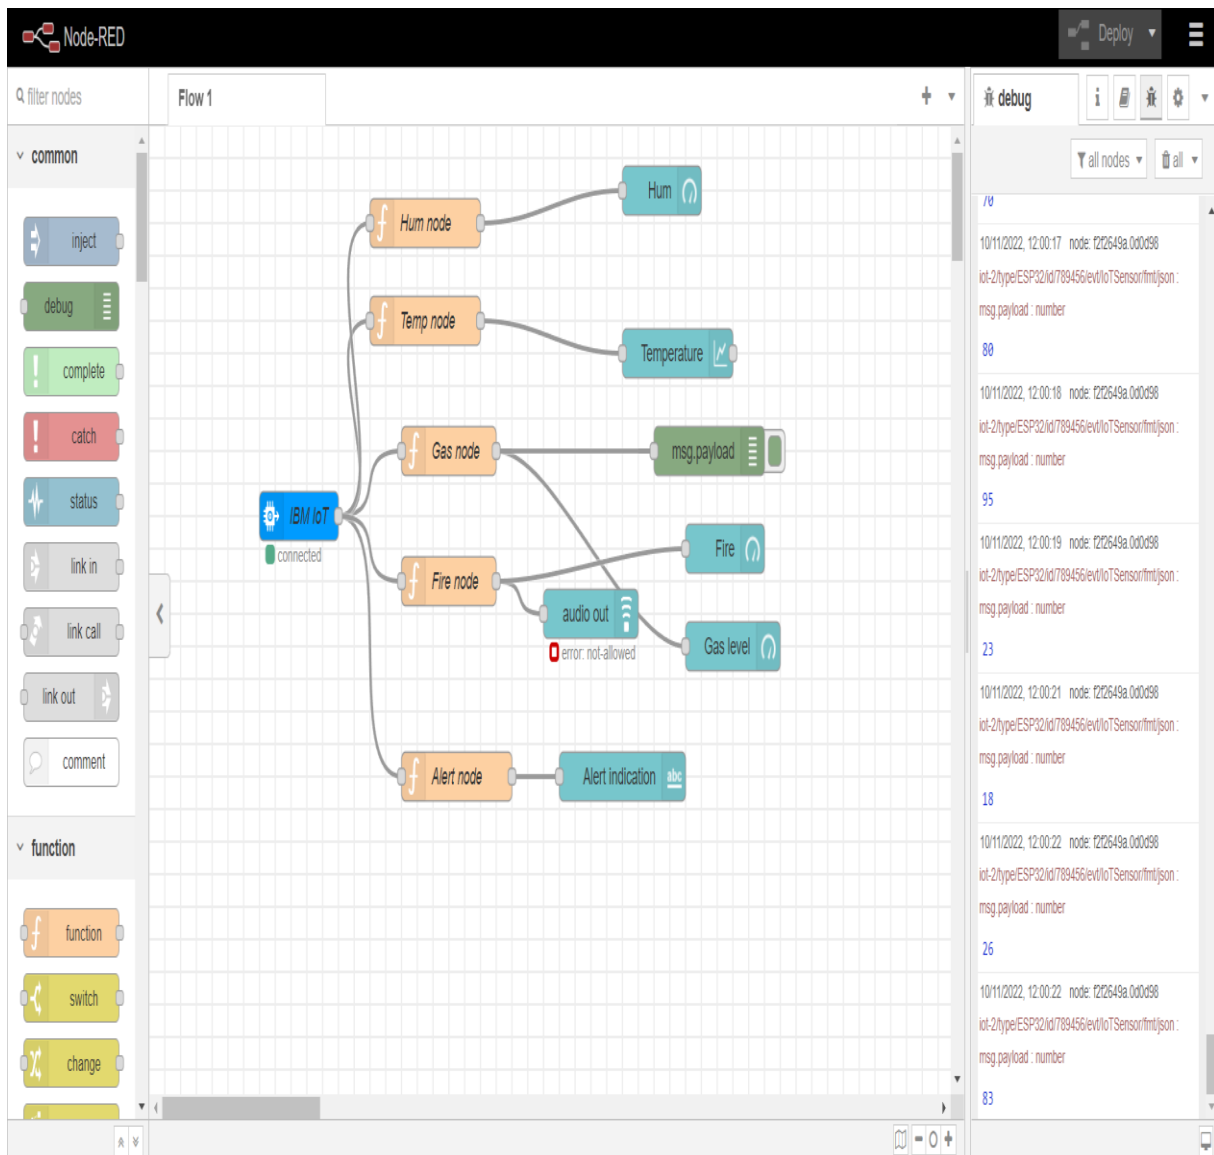 Node-RED
Deploy
filter nodes
Flow 1
debug
i
common
all nodes
all
inject
debug
complete
catch
status
link in
link call
link out
comment
function
function
switch
change
Hum node
Hum
Temp node
Temperature
Gas node
msg.payload
IBM IoT
connected
Fire node
Fire
audio out
error: not-allowed
Gas level
Alert node
Alert indication
abc
70
10/11/2022, 12:00:17 node: f2f2649a.0d0d98
iot-2/type/ESP32/id/789456/evt/IoTSensor/fmt/json :
msg.payload : number
80
10/11/2022, 12:00:18 node: f2f2649a.0d0d98
iot-2/type/ESP32/id/789456/evt/IoTSensor/fmt/json :
msg.payload : number
95
10/11/2022, 12:00:19 node: f2f2649a.0d0d98
iot-2/type/ESP32/id/789456/evt/IoTSensor/fmt/json :
msg.payload : number
23
10/11/2022, 12:00:21 node: f2f2649a.0d0d98
iot-2/type/ESP32/id/789456/evt/IoTSensor/fmt/json :
msg.payload : number
18
10/11/2022, 12:00:22 node: f2f2649a.0d0d98
iot-2/type/ESP32/id/789456/evt/IoTSensor/fmt/json :
msg.payload : number
26
10/11/2022, 12:00:22 node: f2f2649a.0d0d98
iot-2/type/ESP32/id/789456/evt/IoTSensor/fmt/json :
msg.payload : number
83